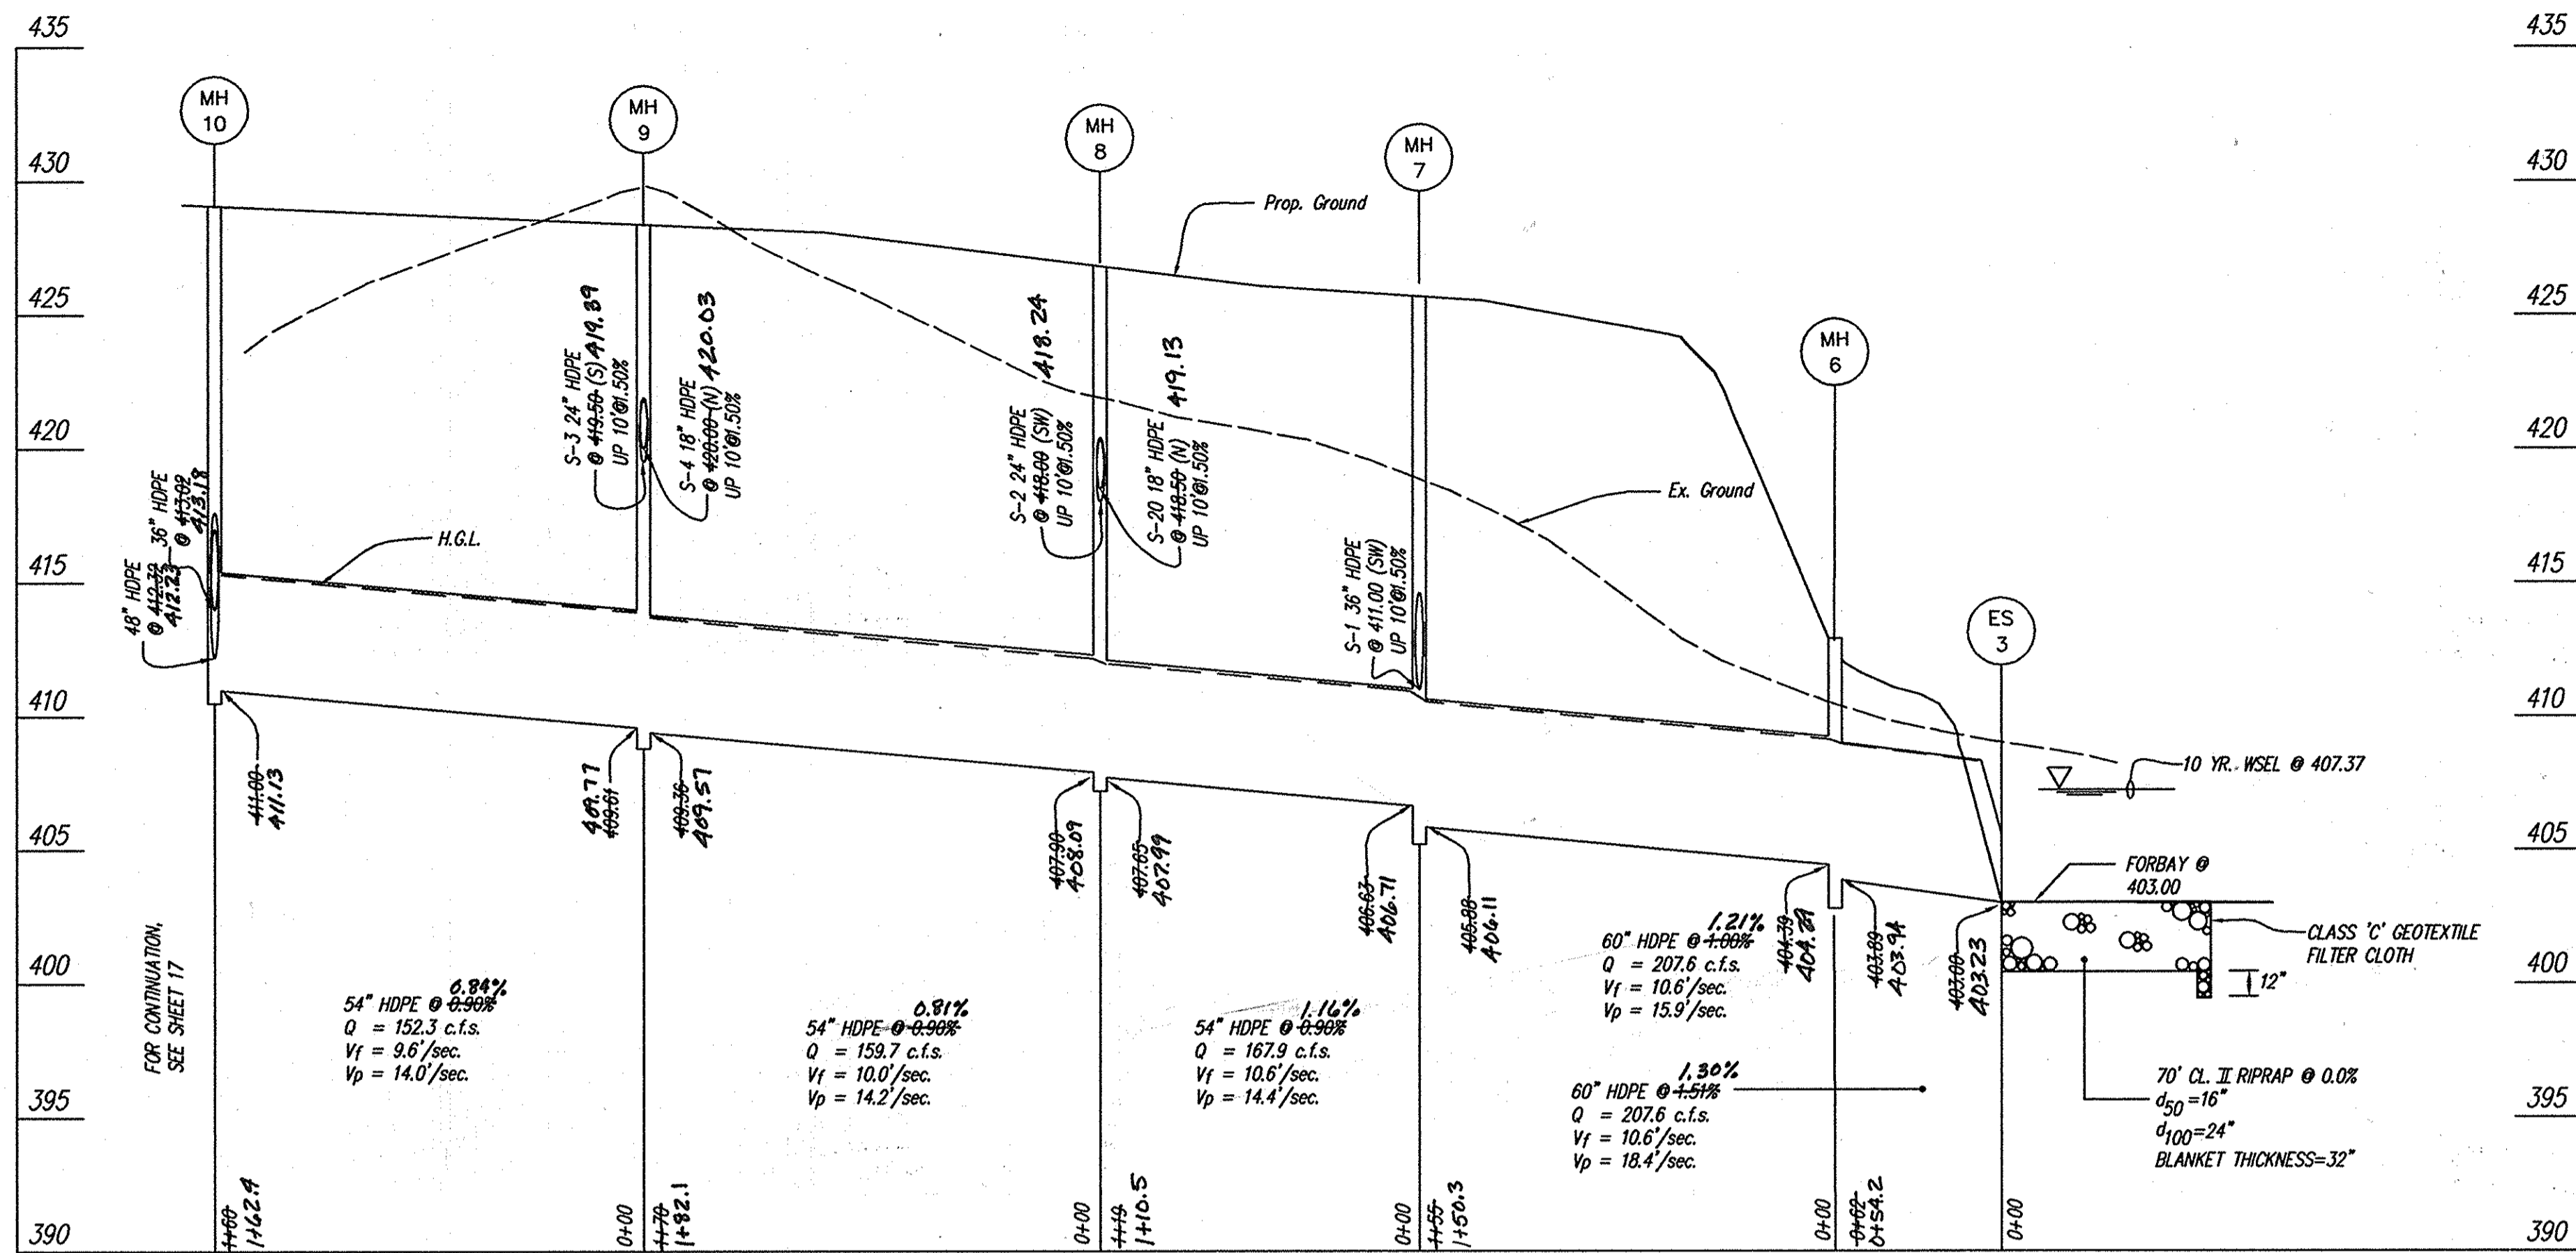 435
435
430
430
425
425
420
420
415
415
410
410
405
405
400
400
395
395
390
390
MH
10
MH
9
MH
8
MH
7
MH
6
ES
3
Prop. Ground
Ex. Ground
H.G.L.
48" HDPE
@ 412.32
412.23
36" HDPE
@ 413.02
413.18
S-3 24" HDPE
@ 419.50 (S) 419.89
UP 10'@1.50%
S-4 18" HDPE
@ 420.00 (N) 420.03
UP 10'@1.50%
S-2 24" HDPE
@ 418.00 (SW)
418.24
UP 10'@1.50%
S-20 18" HDPE
@ 418.50 (N)
419.13
UP 10'@1.50%
S-1 36" HDPE
@ 411.00 (SW)
UP 10'@1.50%
10 YR. WSEL @ 407.37
FORBAY @
403.00
CLASS 'C' GEOTEXTILE
FILTER CLOTH
12"
70' CL. II RIPRAP @ 0.0%
d50=16"
d100=24"
BLANKET THICKNESS=32"
411.00
411.13
409.77
409.61
409.36
409.57
407.90
408.09
407.65
407.99
406.63
406.71
405.88
406.11
404.39
403.89
403.94
403.00
403.23
FOR CONTINUATION,
SEE SHEET 17
0.84%
54" HDPE @ 0.90%
Q = 152.3 c.f.s.
Vf = 9.6'/sec.
Vp = 14.0'/sec.
0.81%
54" HDPE @ 0.90%
Q = 159.7 c.f.s.
Vf = 10.0'/sec.
Vp = 14.2'/sec.
1.16%
54" HDPE @ 0.90%
Q = 167.9 c.f.s.
Vf = 10.6'/sec.
Vp = 14.4'/sec.
1.21%
60" HDPE @ 1.00%
Q = 207.6 c.f.s.
Vf = 10.6'/sec.
Vp = 15.9'/sec.
1.30%
60" HDPE @ 1.51%
Q = 207.6 c.f.s.
Vf = 10.6'/sec.
Vp = 18.4'/sec.
1+60
1+62.4
0+00
1+70
1+82.1
0+00
1+19
1+10.5
0+00
1+55
1+50.3
0+00
0+62
0+54.2
0+00